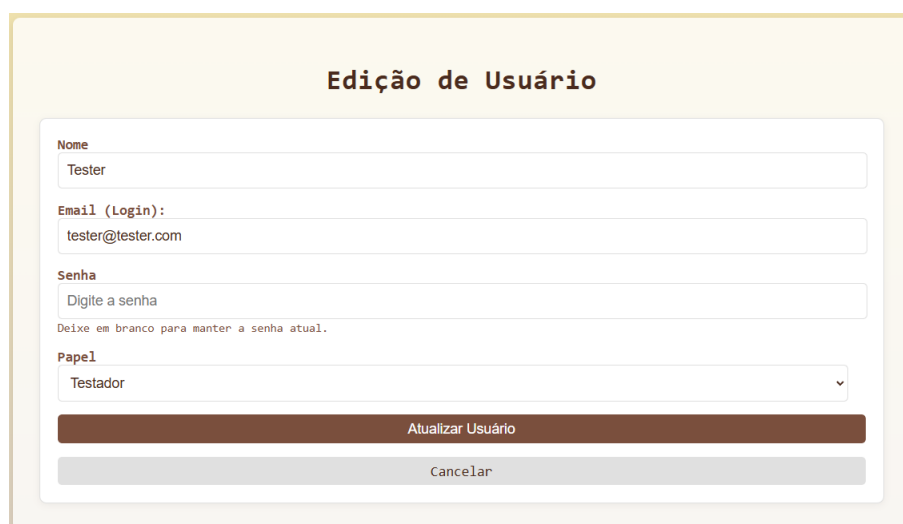 Edição de Usuário
Nome
Tester
Email (Login):
tester@tester.com
Senha
Digite a senha
Deixe em branco para manter a senha atual.
Papel
Testador
Atualizar Usuário
Cancelar